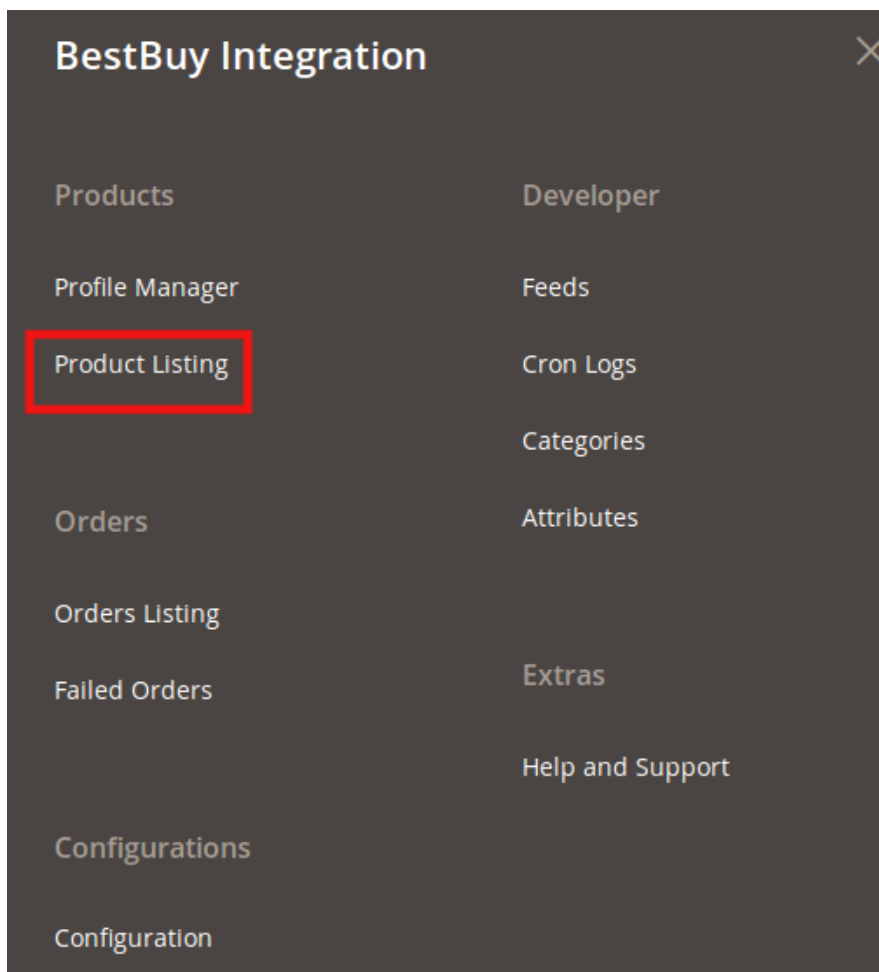 BestBuy Integration
Products
Profile Manager
Product Listing
Orders
Orders Listing
Failed Orders
Configurations
Configuration
Developer
Feeds
Cron Logs
Categories
Attributes
Extras
Help and Support